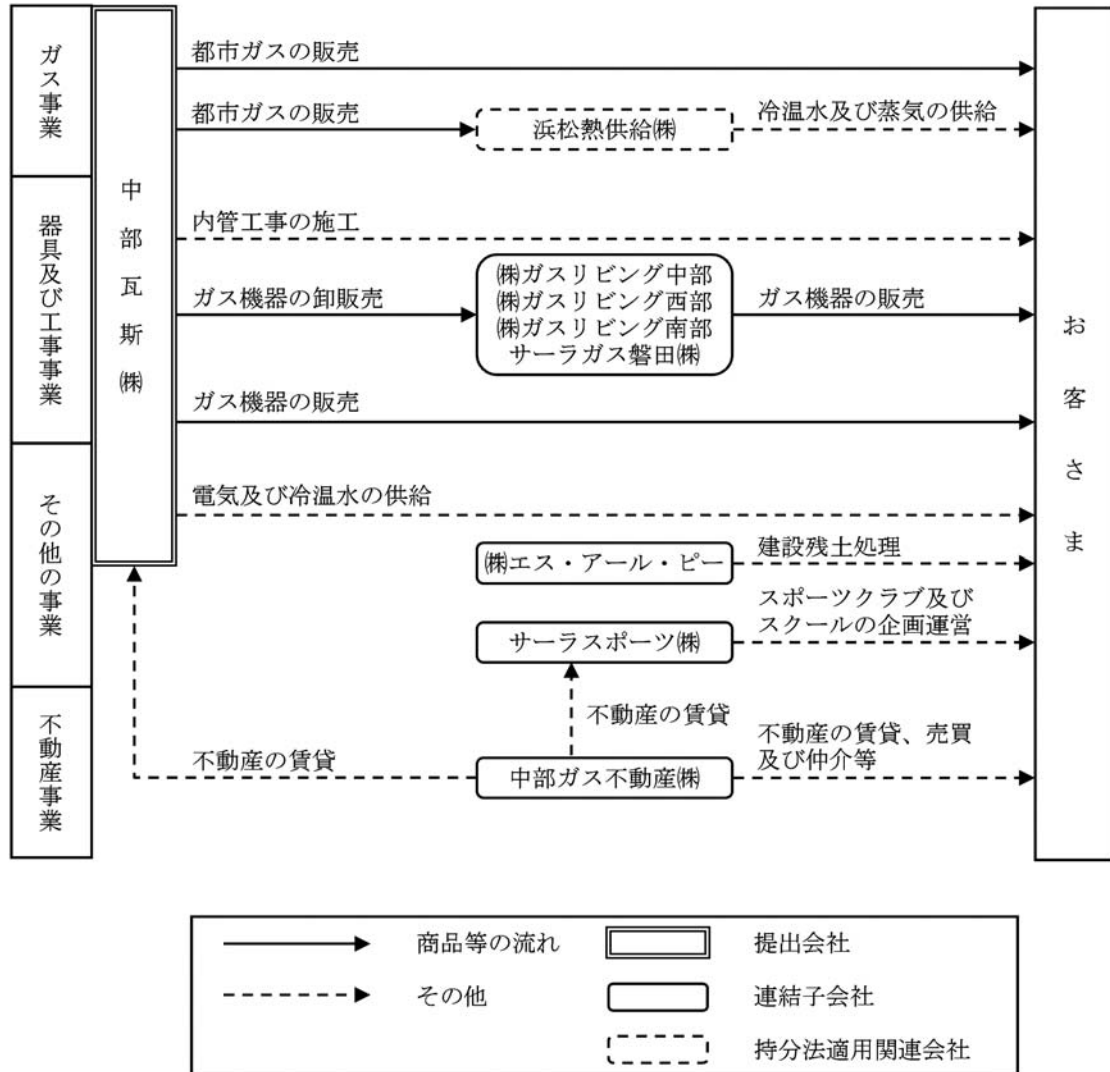 ガス事業
器具及び工事事業
その他の事業
不動産事業
中部瓦斯㈱
都市ガスの販売
都市ガスの販売
浜松熱供給㈱
冷温水及び蒸気の供給
内管工事の施工
ガス機器の卸販売
㈱ガスリビング中部
㈱ガスリビング西部
㈱ガスリビング南部
サーラガス磐田㈱
ガス機器の販売
ガス機器の販売
電気及び冷温水の供給
㈱エス・アール・ピー
建設残土処理
サーラスポーツ㈱
スポーツクラブ及び
スクールの企画運営
不動産の賃貸
不動産の賃貸
中部ガス不動産㈱
不動産の賃貸、売買
及び仲介等
お客さま
商品等の流れ
提出会社
その他
連結子会社
持分法適用関連会社